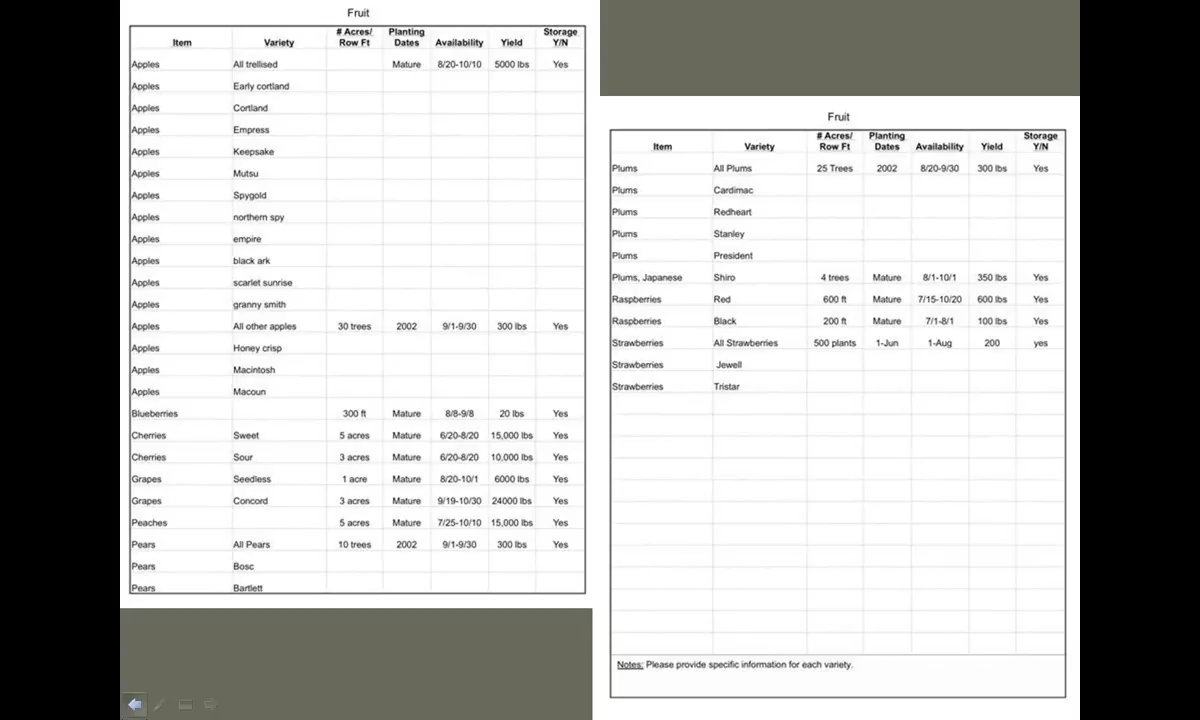 Fruit
Item Variety # Acres/ Row Ft Planting Dates Availability Yield Storage Y/N
Apples All trellised Mature 8/20-10/10 5000 lbs Yes
Apples Early cortland
Apples Cortland
Apples Empress
Apples Keepsake
Apples Mutsu
Apples Spygold
Apples northern spy
Apples empire
Apples black ark
Apples scarlet sunrise
Apples granny smith
Apples All other apples 30 trees 2002 9/1-9/30 300 lbs Yes
Apples Honey crisp
Apples Macintosh
Apples Macoun
Blueberries 300 ft Mature 8/8-9/8 20 lbs Yes
Cherries Sweet 5 acres Mature 6/20-8/20 15,000 lbs Yes
Cherries Sour 3 acres Mature 6/20-8/20 10,000 lbs Yes
Grapes Seedless 1 acre Mature 8/20-10/1 6000 lbs Yes
Grapes Concord 3 acres Mature 9/19-10/30 24000 lbs Yes
Peaches 5 acres Mature 7/25-10/10 15,000 lbs Yes
Pears All Pears 10 trees 2002 9/1-9/30 300 lbs Yes
Pears Bosc
Pears Bartlett
Fruit
Item Variety # Acres/ Row Ft Planting Dates Availability Yield Storage Y/N
Plums All Plums 25 Trees 2002 8/20-9/30 300 lbs Yes
Plums Cardimac
Plums Redheart
Plums Stanley
Plums President
Plums, Japanese Shiro 4 trees Mature 8/1-10/1 350 lbs Yes
Raspberries Red 600 ft Mature 7/15-10/20 600 lbs Yes
Raspberries Black 200 ft Mature 7/1-8/1 100 lbs Yes
Strawberries All Strawberries 500 plants 1-Jun 1-Aug 200 yes
Strawberries Jewell
Strawberries Tristar
Notes: Please provide specific information for each variety.